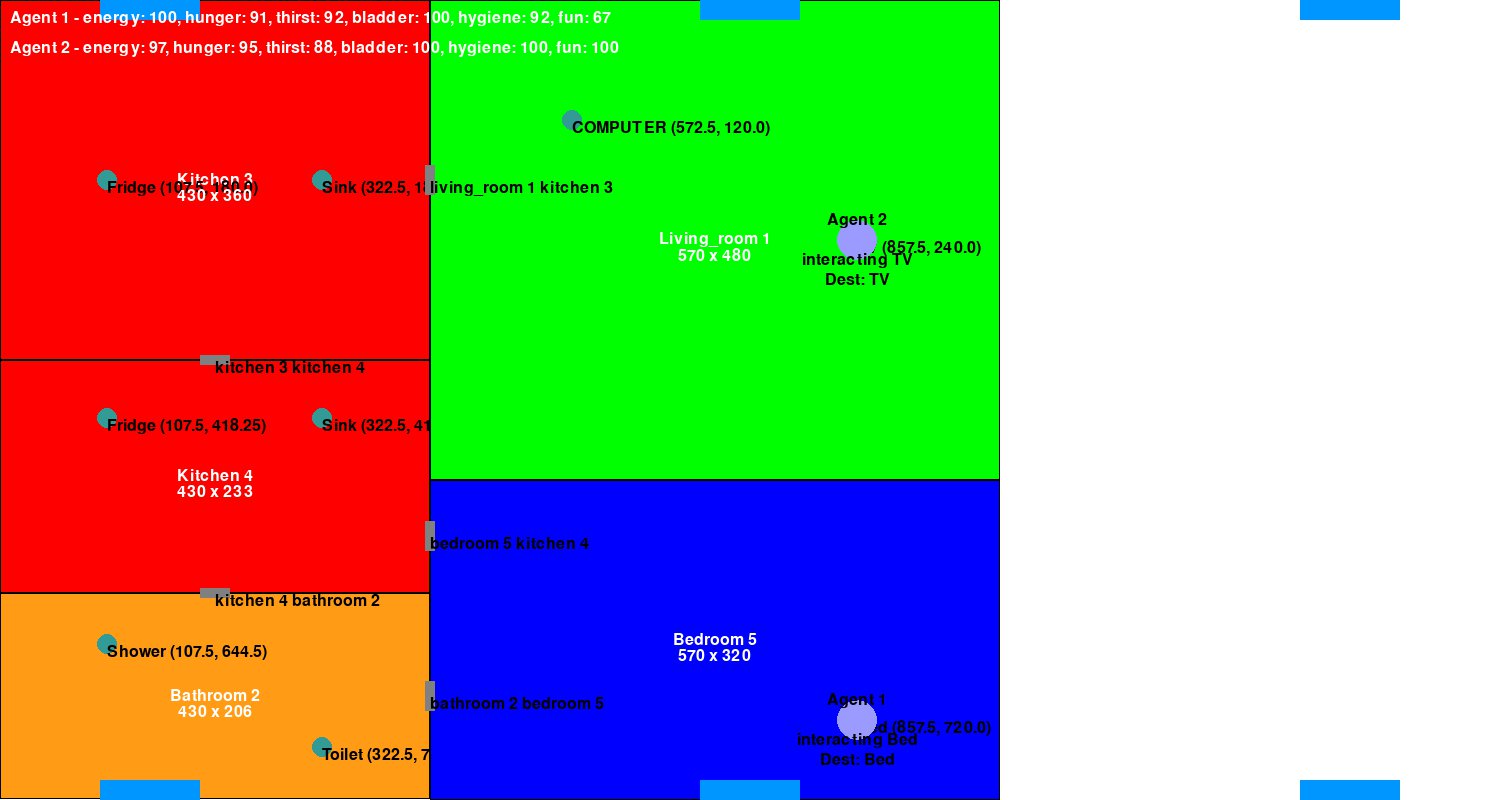 Agent 1 - energy: 100, hunger: 91, thirst: 92, bladder: 100, hygiene: 92, fun: 67
Agent 2 - energy: 97, hunger: 95, thirst: 88, bladder: 100, hygiene: 100, fun: 100
COMPUTER (572.5, 120.0)
Kitchen 3
430 x 360
Fridge (107.5, 180.0)
Sink (322.5, 18
living_room 1 kitchen 3
Agent 2
Living_room 1
570 x 480
(857.5, 240.0)
interacting TV
Dest: TV
kitchen 3 kitchen 4
Fridge (107.5, 418.25)
Sink (322.5, 41
Kitchen 4
430 x 233
bedroom 5 kitchen 4
kitchen 4 bathroom 2
Shower (107.5, 644.5)
Bedroom 5
570 x 320
Bathroom 2
430 x 206
bathroom 2 bedroom 5
Agent 1
d (857.5, 720.0)
interacting Bed
Dest: Bed
Toilet (322.5, 7